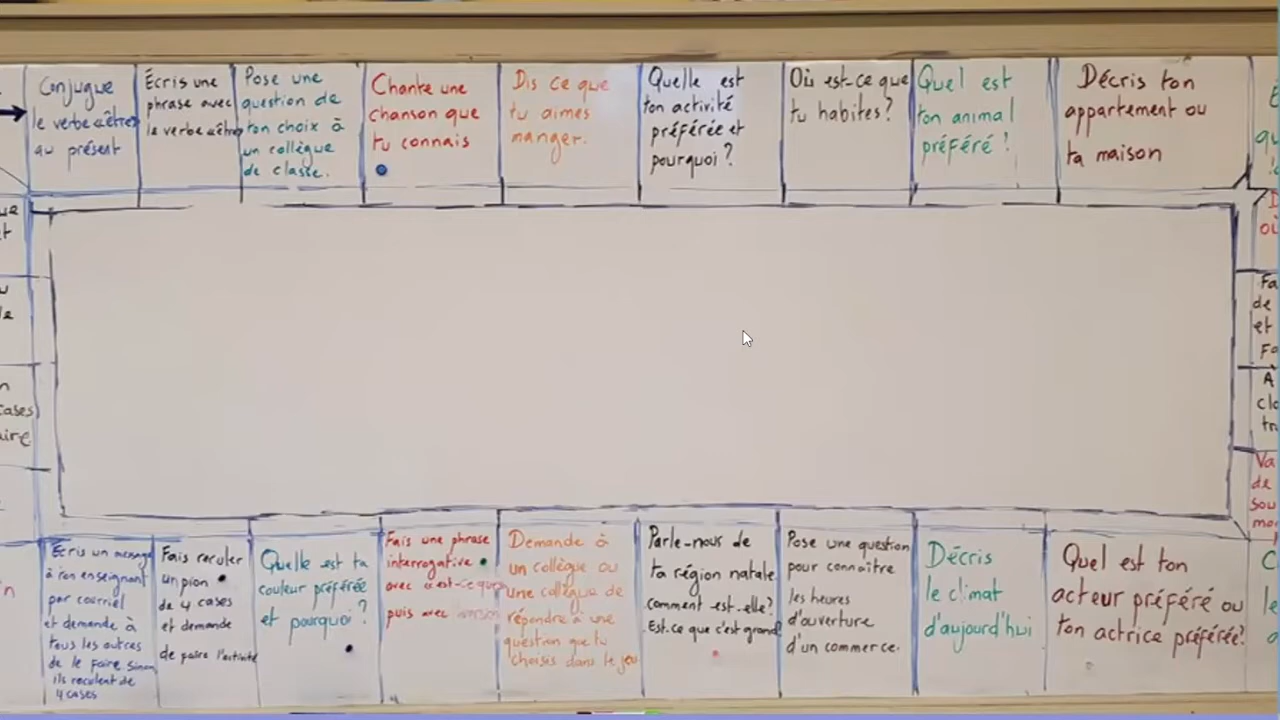 Conjugue
le verbe «être»
au présent
Écris une
phrase avec
le verbe «être»
Pose une
question de
ton choix à
un collègue
de classe.
Chante une
chanson que
tu connais
Dis ce que
tu aimes
manger.
Quelle est
ton activité
préférée et
pourquoi ?
Où est-ce que
tu habites?
Quel est
ton animal
préféré ?
Décris ton
appartement ou
ta maison
cases
Écris un message
à ton enseignant
par courriel
et demande à
tous les autres
de le faire sinon
ils reculent de
4 cases
Fais reculer
un pion
de 4 cases
et demande
de faire l'activité
Quelle est ta
couleur préférée
et pourquoi ?
Fais une phrase
interrogative
avec «est-ce que»
puis avec
Demande à
un collègue ou
une collègue de
répondre à une
question que tu
choisis dans le jeu
Parle-nous de
ta région natale.
Comment est-elle?
Est-ce que c'est grand
Pose une question
pour connaître
les heures
d'ouverture
d'un commerce.
Décris
le climat
d'aujourd'hui
Quel est ton
acteur préféré ou
ton actrice préférée?
de
et
de